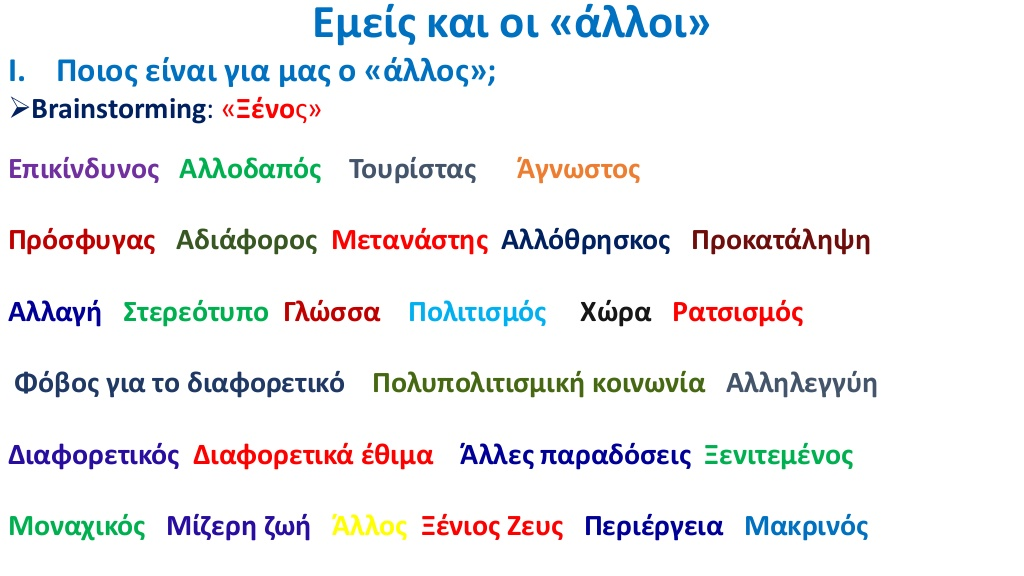 Εμείς και οι «άλλοι»
I. Ποιος είναι για μας ο «άλλος»;
➢Brainstorming: «Ξένος»
Επικίνδυνος Αλλοδαπός Τουρίστας Άγνωστος
Πρόσφυγας Αδιάφορος Μετανάστης Αλλόθρησκος Προκατάληψη
Αλλαγή Στερεότυπο Γλώσσα Πολιτισμός Χώρα Ρατσισμός
Φόβος για το διαφορετικό Πολυπολιτισμική κοινωνία Αλληλεγγύη
Διαφορετικός Διαφορετικά έθιμα Άλλες παραδόσεις Ξενιτεμένος
Μοναχικός Μίζερη ζωή Άλλος Ξένιος Ζευς Περιέργεια Μακρινός